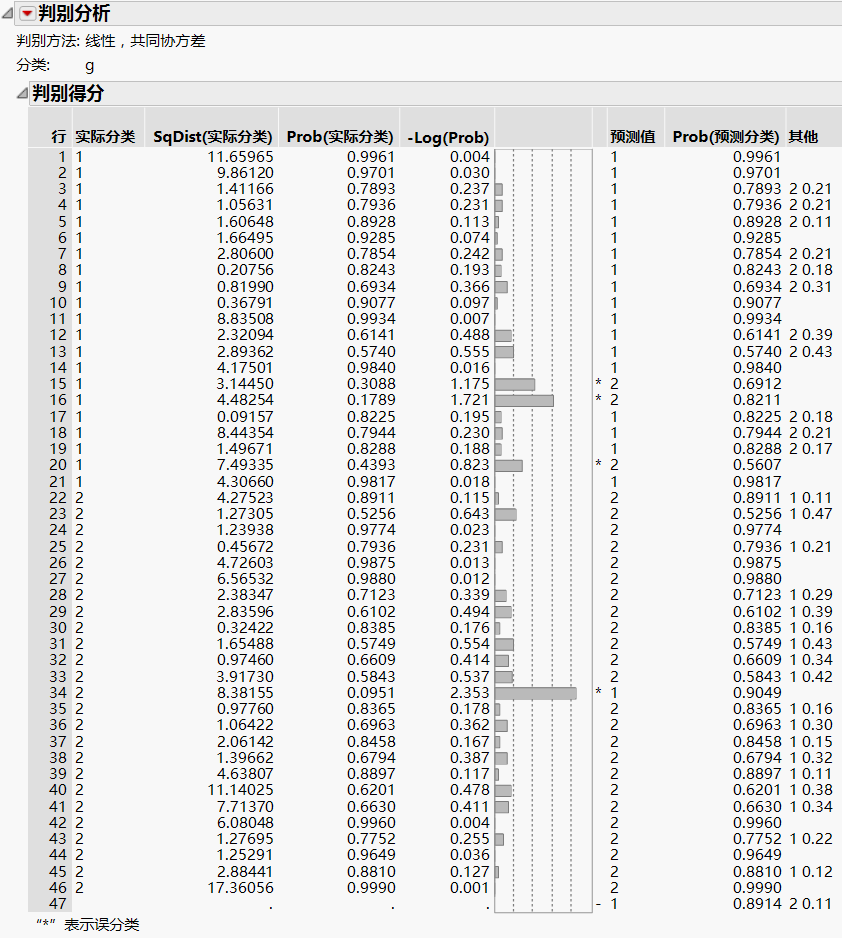 判别分析
判别方法: 线性，共同协方差
分类: g
判别得分
行 实际分类 SqDist(实际分类) Prob(实际分类) -Log(Prob) 预测值 Prob(预测分类) 其他
1 1 11.65965 0.9961 0.004 1 0.9961
2 1 9.86120 0.9701 0.030 1 0.9701
3 1 1.41166 0.7893 0.237 1 0.7893 2 0.21
4 1 1.05631 0.7936 0.231 1 0.7936 2 0.21
5 1 1.60648 0.8928 0.113 1 0.8928 2 0.11
6 1 1.66495 0.9285 0.074 1 0.9285
7 1 2.80600 0.7854 0.242 1 0.7854 2 0.21
8 1 0.20756 0.8243 0.193 1 0.8243 2 0.18
9 1 0.81990 0.6934 0.366 1 0.6934 2 0.31
10 1 0.36791 0.9077 0.097 1 0.9077
11 1 8.83508 0.9934 0.007 1 0.9934
12 1 2.32094 0.6141 0.488 1 0.6141 2 0.39
13 1 2.89362 0.5740 0.555 1 0.5740 2 0.43
14 1 4.17501 0.9840 0.016 1 0.9840
15 1 3.14450 0.3088 1.175 * 2 0.6912
16 1 4.48254 0.1789 1.721 * 2 0.8211
17 1 0.09157 0.8225 0.195 1 0.8225 2 0.18
18 1 8.44354 0.7944 0.230 1 0.7944 2 0.21
19 1 1.49671 0.8288 0.188 1 0.8288 2 0.17
20 1 7.49335 0.4393 0.823 * 2 0.5607
21 1 4.30660 0.9817 0.018 1 0.9817
22 2 4.27523 0.8911 0.115 2 0.8911 1 0.11
23 2 1.27305 0.5256 0.643 2 0.5256 1 0.47
24 2 1.23938 0.9774 0.023 2 0.9774
25 2 0.45672 0.7936 0.231 2 0.7936 1 0.21
26 2 4.72603 0.9875 0.013 2 0.9875
27 2 6.56532 0.9880 0.012 2 0.9880
28 2 2.38347 0.7123 0.339 2 0.7123 1 0.29
29 2 2.83596 0.6102 0.494 2 0.6102 1 0.39
30 2 0.32422 0.8385 0.176 2 0.8385 1 0.16
31 2 1.65488 0.5749 0.554 2 0.5749 1 0.43
32 2 0.97460 0.6609 0.414 2 0.6609 1 0.34
33 2 3.91730 0.5843 0.537 2 0.5843 1 0.42
34 2 8.38155 0.0951 2.353 * 1 0.9049
35 2 0.97760 0.8365 0.178 2 0.8365 1 0.16
36 2 1.06422 0.6963 0.362 2 0.6963 1 0.30
37 2 2.06142 0.8458 0.167 2 0.8458 1 0.15
38 2 1.39662 0.6794 0.387 2 0.6794 1 0.32
39 2 4.63807 0.8897 0.117 2 0.8897 1 0.11
40 2 11.14025 0.6201 0.478 2 0.6201 1 0.38
41 2 7.71370 0.6630 0.411 2 0.6630 1 0.34
42 2 6.08048 0.9960 0.004 2 0.9960
43 2 1.27695 0.7752 0.255 2 0.7752 1 0.22
44 2 1.25291 0.9649 0.036 2 0.9649
45 2 2.88441 0.8810 0.127 2 0.8810 1 0.12
46 2 17.36056 0.9990 0.001 2 0.9990
47 . . . - 1 0.8914 2 0.11
“*” 表示误分类